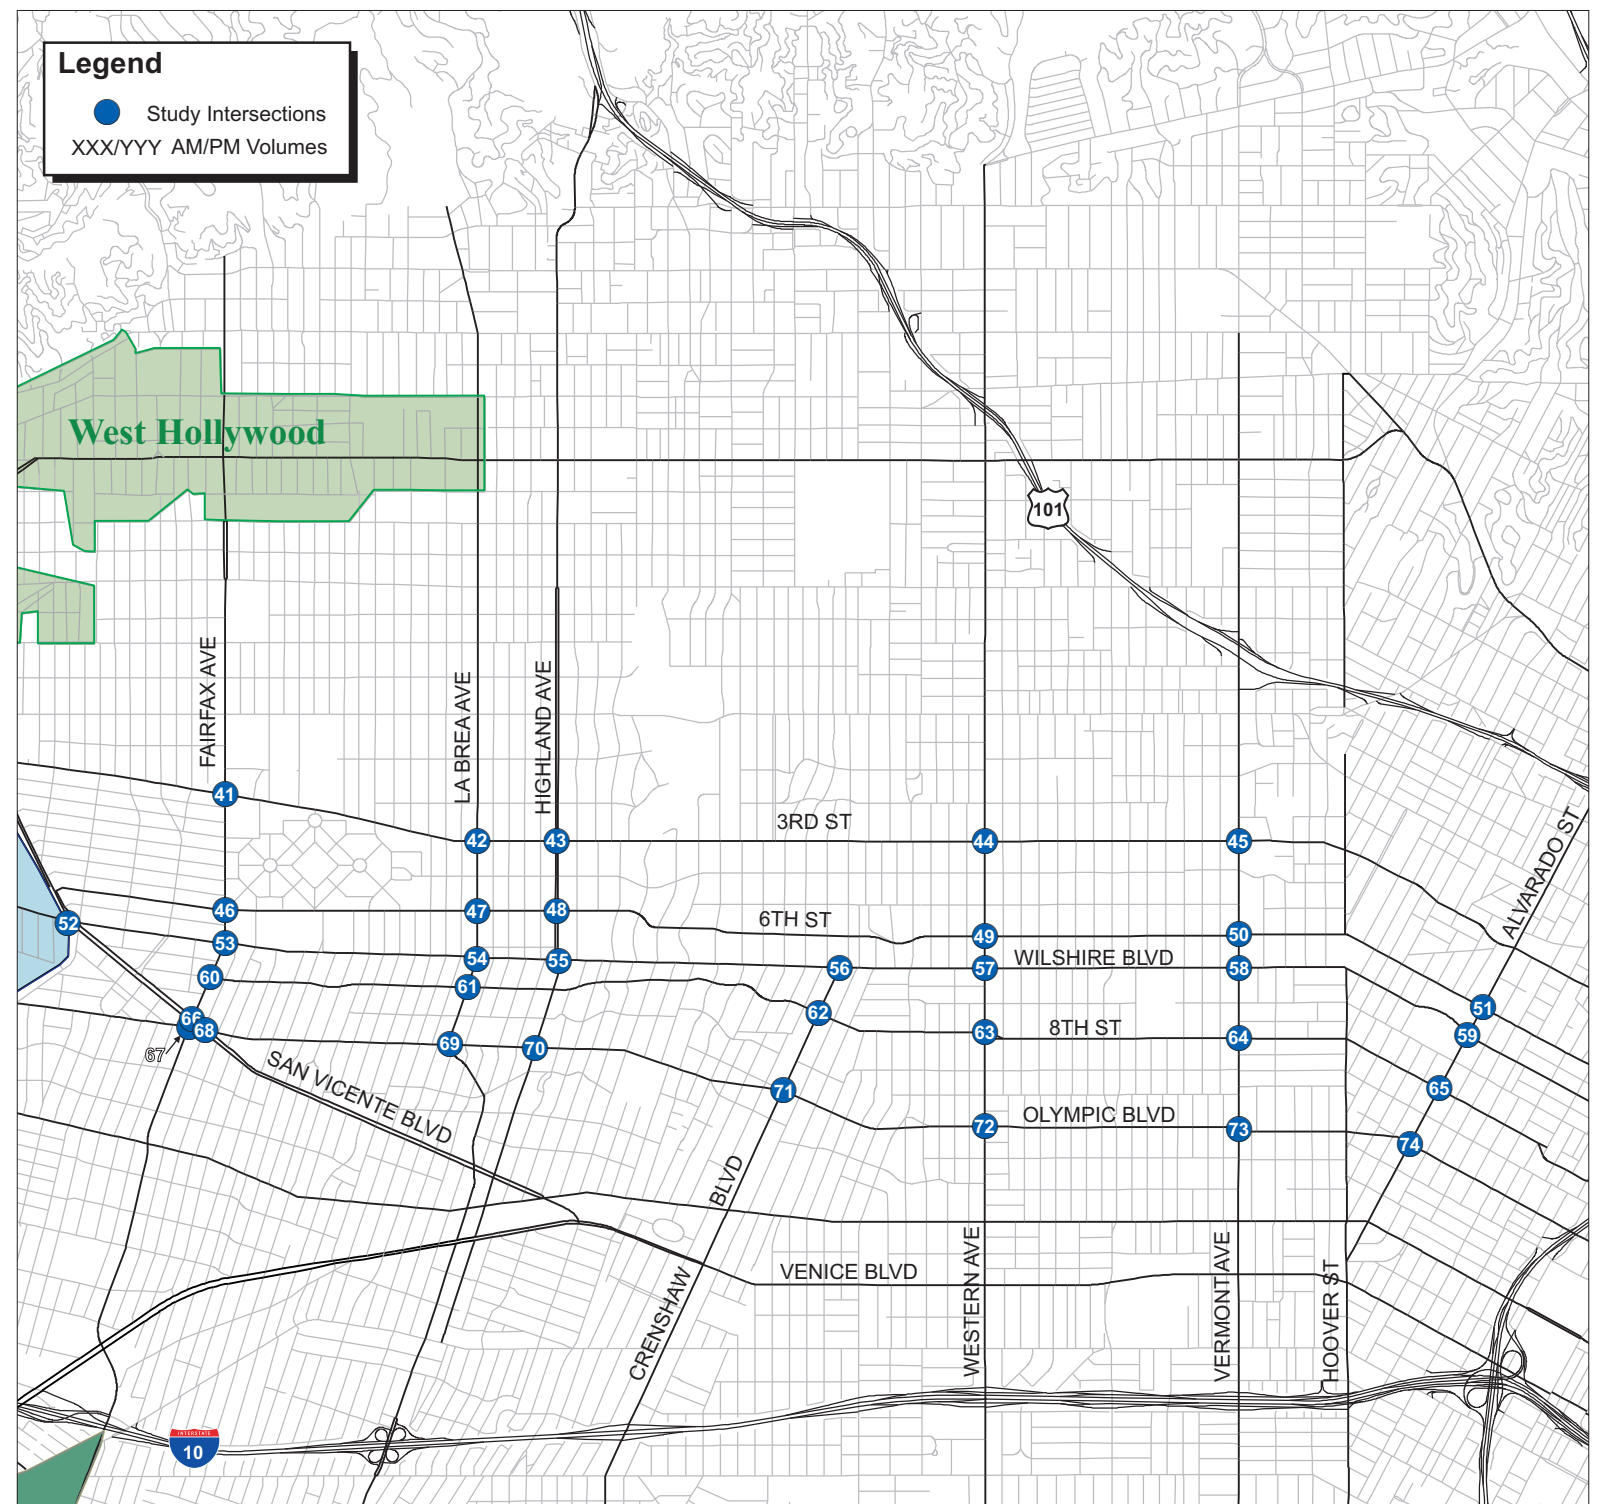 Legend
Study Intersections
XXX/YYY AM/PM Volumes
West Hollywood
101
FAIRFAX AVE
LA BREA AVE
HIGHLAND AVE
41
42
43
3RD ST
44
45
ALVARADO ST
46
47
48
6TH ST
49
50
52
53
54
55
56
57
WILSHIRE BLVD
58
60
61
62
51
59
63
8TH ST
64
66
68
67
69
70
65
SAN VICENTE BLVD
71
72
OLYMPIC BLVD
73
74
CRENSHAW BLVD
WESTERN AVE
VERMONT AVE
HOOVER ST
VENICE BLVD
INTERSTATE
10